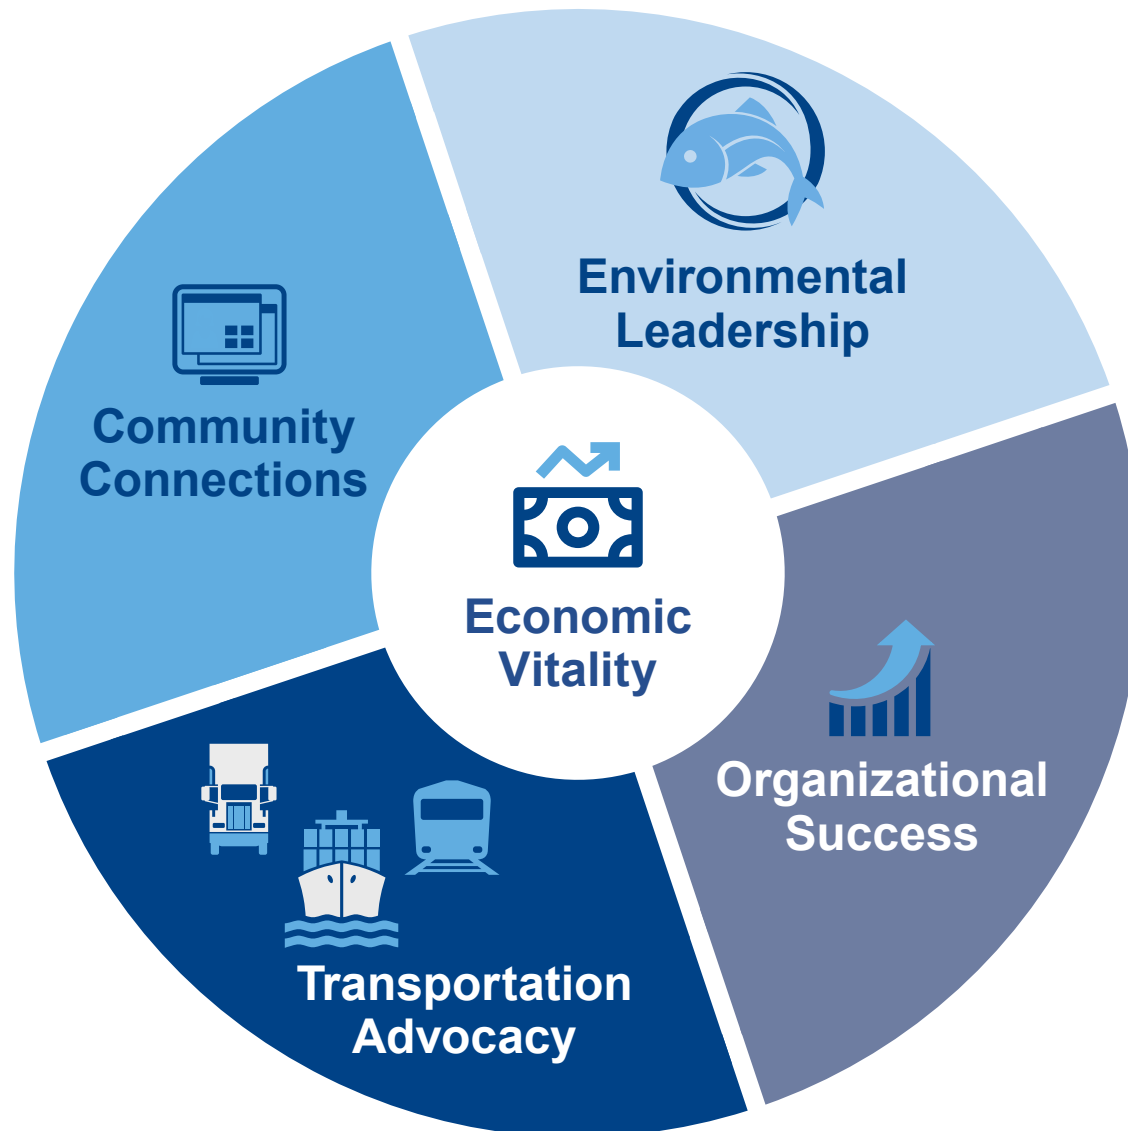 Environmental
Leadership
Community
Connections
Economic
Vitality
Organizational
Success
Transportation
Advocacy